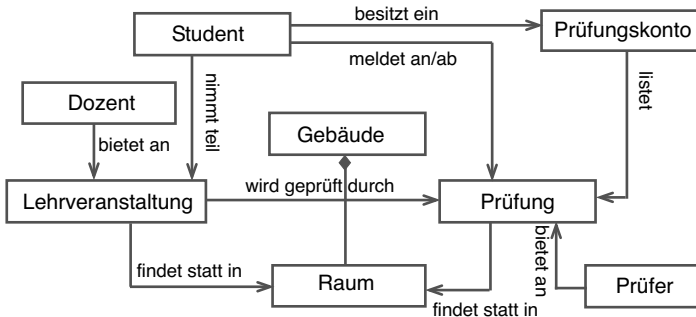 besitzt ein
Student
Prüfungskonto
meldet an/ab
listet
Dozent
nimmt teil
Gebäude
bietet an
Lehrveranstaltung
wird geprüft durch
Prüfung
bietet an
findet statt in
Raum
Prüfer
findet statt in